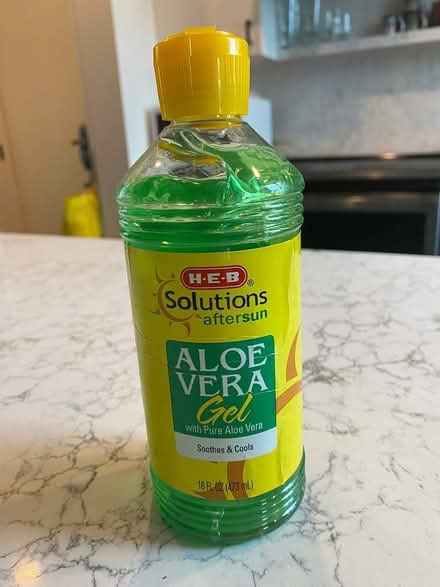 H-E-B®
Solutions
aftersun
ALOE
VERA
Gel
with Pure Aloe Vera
Soothes & Cools
16 FL OZ (473 mL)